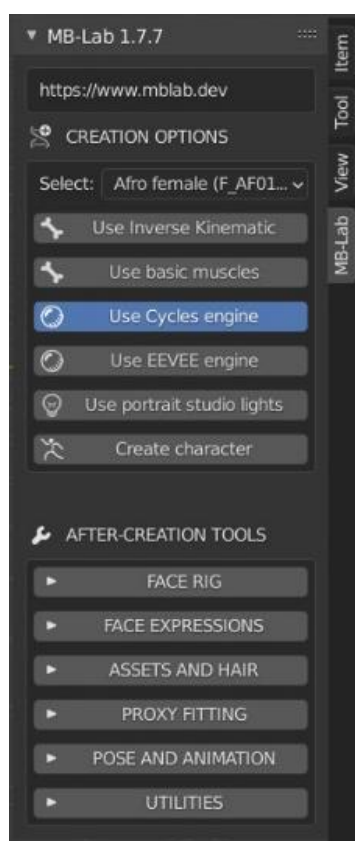 MB-Lab 1.7.7
https://www.mblab.dev
CREATION OPTIONS
Select: Afro female (F_AF01...
Use Inverse Kinematic
Use basic muscles
Use Cycles engine
Use EEVEE engine
Use portrait studio lights
Create character
AFTER-CREATION TOOLS
FACE RIG
FACE EXPRESSIONS
ASSETS AND HAIR
PROXY FITTING
POSE AND ANIMATION
UTILITIES
Item
Tool
View
MB-Lab